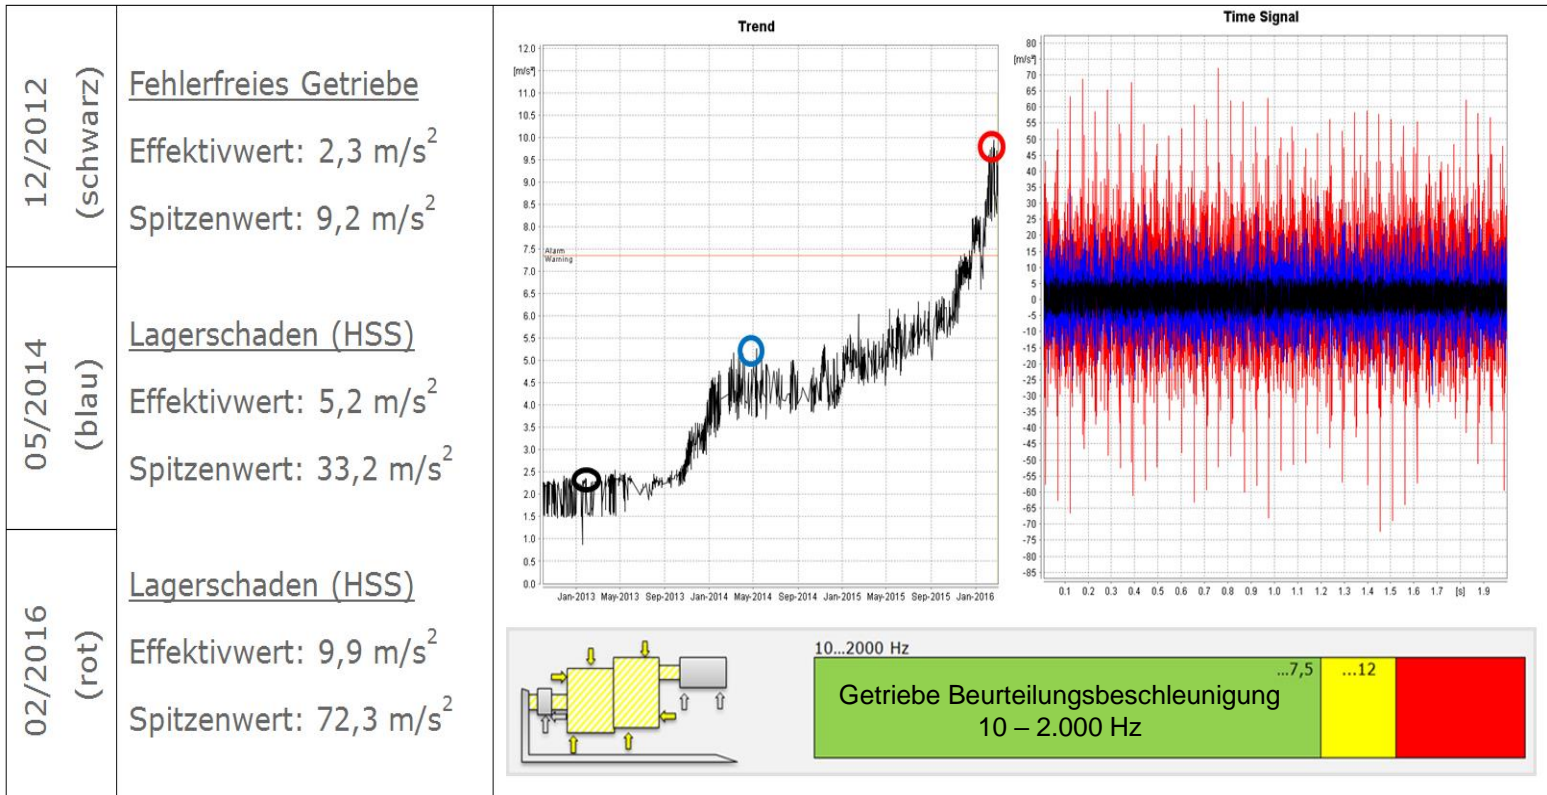 12/2012
(schwarz)
Fehlerfreies Getriebe
Effektivwert: 2,3 m/s²
Spitzenwert: 9,2 m/s²
05/2014
(blau)
Lagerschaden (HSS)
Effektivwert: 5,2 m/s²
Spitzenwert: 33,2 m/s²
02/2016
(rot)
Lagerschaden (HSS)
Effektivwert: 9,9 m/s²
Spitzenwert: 72,3 m/s²
Trend
12.0
[m/s²]
11.0
10.5
10.0
9.5
9.0
8.5
8.0
7.5
7.0
6.5
6.0
5.5
5.0
4.5
4.0
3.5
3.0
2.5
2.0
1.5
1.0
0.5
0.0
Alarm
Warning
Jan-2013 May-2013 Sep-2013 Jan-2014 May-2014 Sep-2014 Jan-2015 May-2015 Sep-2015 Jan-2016
Time Signal
80
[m/s²]
70
65
60
55
50
45
40
35
30
25
20
15
10
5
0
-5
-10
-15
-20
-25
-30
-35
-40
-45
-50
-55
-60
-65
-70
-75
-80
-85
0.1 0.2 0.3 0.4 0.5 0.6 0.7 0.8 0.9 1.0 1.1 1.2 1.3 1.4 1.5 1.6 1.7 [s] 1.9
10...2000 Hz
...7,5
...12
Getriebe Beurteilungsbeschleunigung
10 – 2.000 Hz